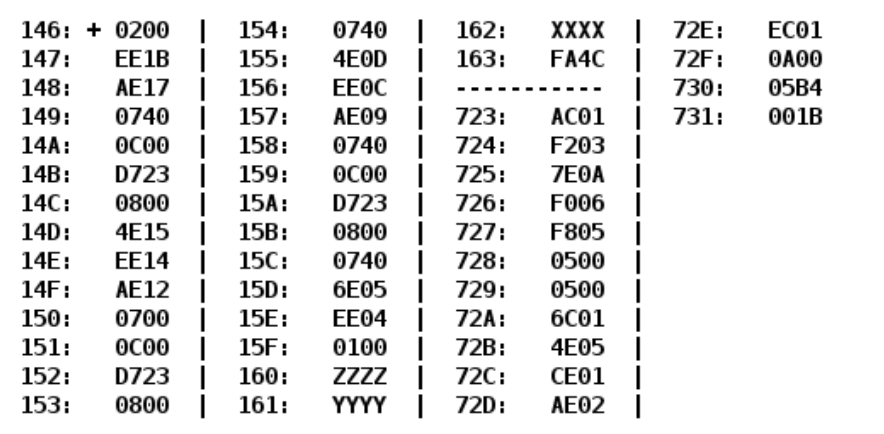 146: + 0200 | 154: 0740 | 162: XXXX | 72E: EC01
147: EE1B | 155: 4E0D | 163: FA4C | 72F: 0A00
148: AE17 | 156: EE0C | ----------- | 730: 05B4
149: 0740 | 157: AE09 | 723: AC01 | 731: 001B
14A: 0C00 | 158: 0740 | 724: F203 |
14B: D723 | 159: 0C00 | 725: 7E0A |
14C: 0800 | 15A: D723 | 726: F006 |
14D: 4E15 | 15B: 0800 | 727: F805 |
14E: EE14 | 15C: 0740 | 728: 0500 |
14F: AE12 | 15D: 6E05 | 729: 0500 |
150: 0700 | 15E: EE04 | 72A: 6C01 |
151: 0C00 | 15F: 0100 | 72B: 4E05 |
152: D723 | 160: ZZZZ | 72C: CE01 |
153: 0800 | 161: YYYY | 72D: AE02 |